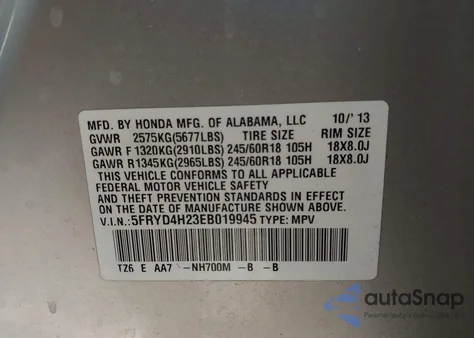 MFD. BY HONDA MFG. OF ALABAMA, LLC 10/'13
GVWR 2575KG(5677LBS) TIRE SIZE RIM SIZE
GAWR F 1320KG(2910LBS) 245/60R18 105H 18X8.0J
GAWR R 1345KG(2965LBS) 245/60R18 105H 18X8.0J
THIS VEHICLE CONFORMS TO ALL APPLICABLE
FEDERAL MOTOR VEHICLE SAFETY
AND THEFT PREVENTION STANDARDS IN EFFECT
ON THE DATE OF MANUFACTURE SHOWN ABOVE.
V.I.N.: 5FRYD4H23EB019945 TYPE: MPV
TZ6 E AA7 -NH700M -B -B
autoSnap